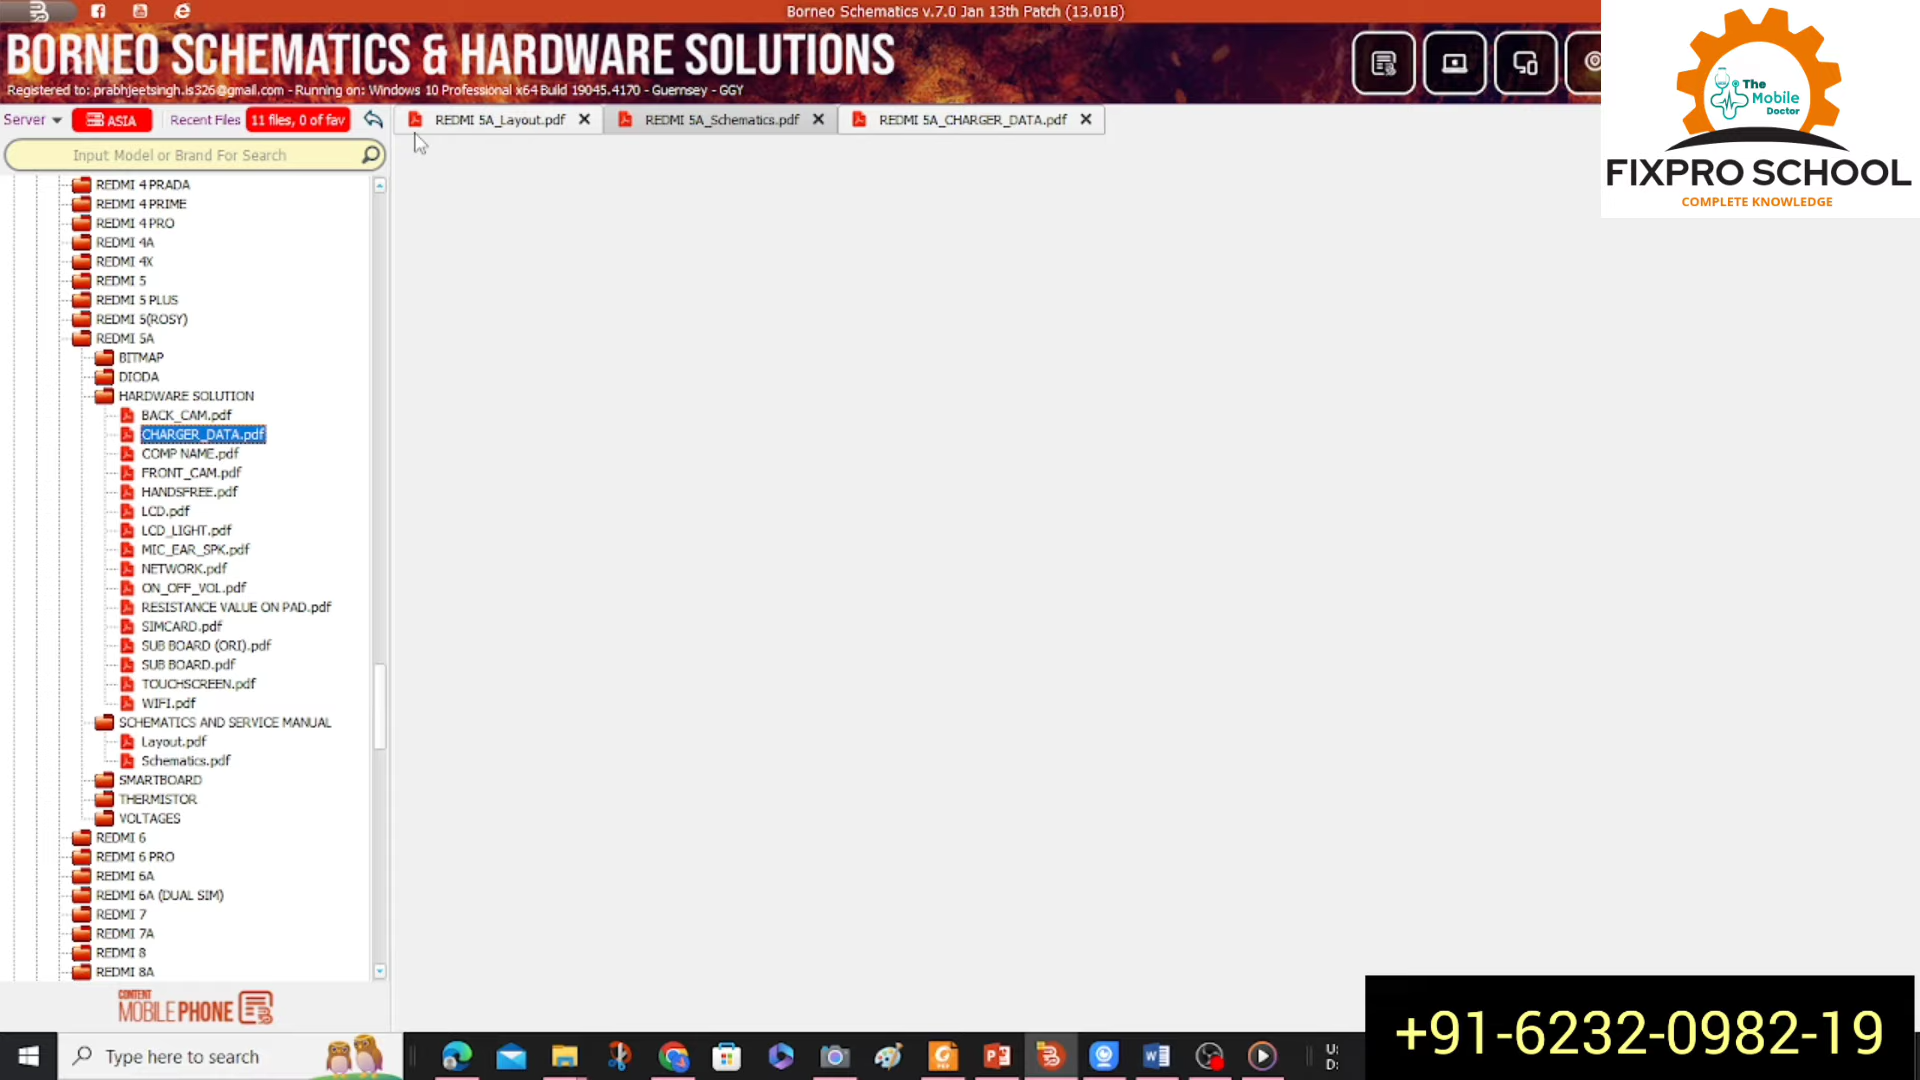 Borneo Schematics v.7.0 Jan 13th Patch (13.01B)
BORNEO SCHEMATICS & HARDWARE SOLUTIONS
Registered to: prabhjeetsingh.is326@gmail.com - Running on: Windows 10 Professional x64 Build 19045.4170 - Guernsey - GGY
The
Mobile
Doctor
FIXPRO SCHOOL
COMPLETE KNOWLEDGE
Server ASIA Recent Files 11 files, 0 of fav
REDMI 5A_Layout.pdf
REDMI 5A_Schematics.pdf
REDMI 5A_CHARGER_DATA.pdf
Input Model or Brand For Search
REDMI 4 PRADA
REDMI 4 PRIME
REDMI 4 PRO
REDMI 4A
REDMI 4X
REDMI 5
REDMI 5 PLUS
REDMI 5(ROSY)
REDMI 5A
BITMAP
DIODA
HARDWARE SOLUTION
BACK_CAM.pdf
CHARGER_DATA.pdf
COMP NAME.pdf
FRONT_CAM.pdf
HANDSFREE.pdf
LCD.pdf
LCD_LIGHT.pdf
MIC_EAR_SPK.pdf
NETWORK.pdf
ON_OFF_VOL.pdf
RESISTANCE VALUE ON PAD.pdf
SIMCARD.pdf
SUB BOARD (ORI).pdf
SUB BOARD.pdf
TOUCHSCREEN.pdf
WIFI.pdf
SCHEMATICS AND SERVICE MANUAL
Layout.pdf
Schematics.pdf
SMARTBOARD
THERMISTOR
VOLTAGES
REDMI 6
REDMI 6 PRO
REDMI 6A
REDMI 6A (DUAL SIM)
REDMI 7
REDMI 7A
REDMI 8
REDMI 8A
CONTENT
MOBILEPHONE
Type here to search
U:
D:
+91-6232-0982-19